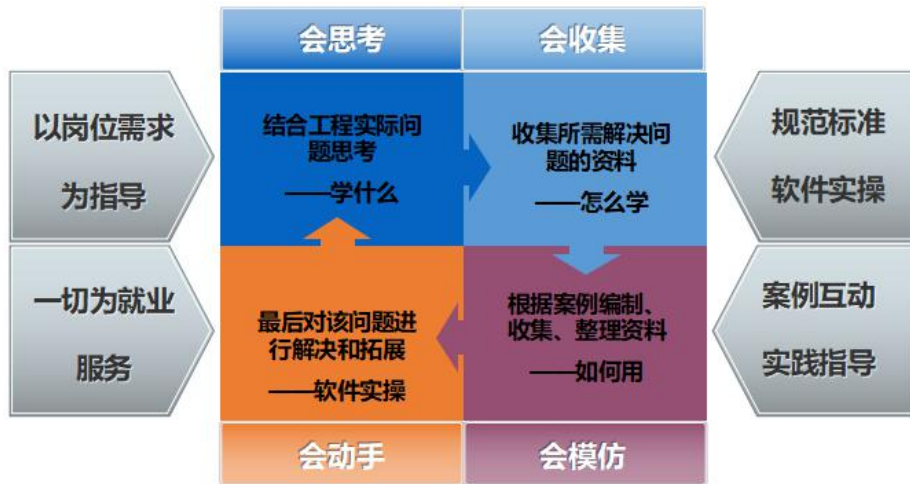 会思考
会收集
以岗位需求
为指导
结合工程实际问
题思考
——学什么
收集所需解决问
题的资料
——怎么学
规范标准
软件实操
一切为就业
服务
最后对该问题进
行解决和拓展
——软件实操
根据案例编制、
收集、整理资料
——如何用
案例互动
实践指导
会动手
会模仿